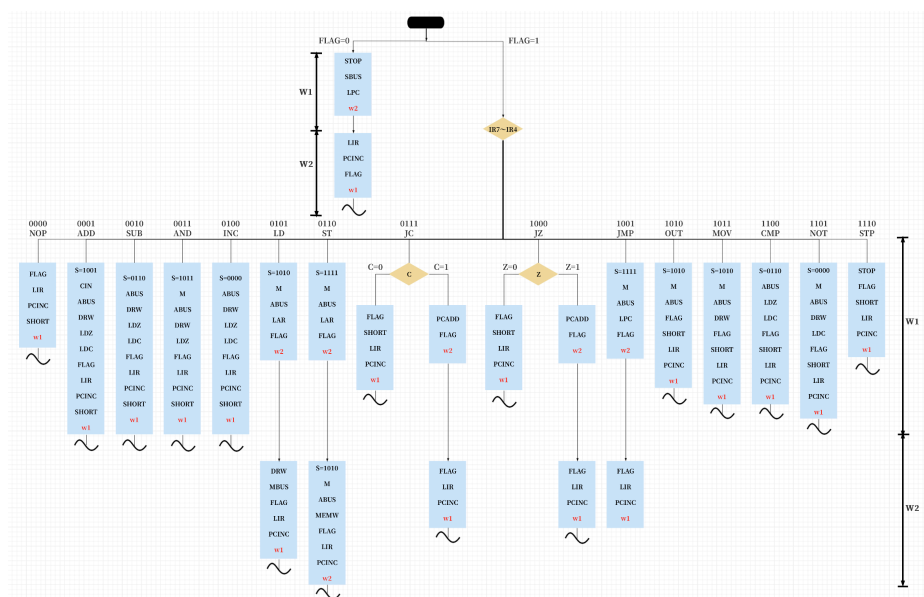 FLAG=0
FLAG=1
W1
STOP
SBUS
LPC
w2
IR7~IR4
W2
LIR
PCINC
FLAG
w1
0000
NOP
0001
ADD
0010
SUB
0011
AND
0100
INC
0101
LD
0110
ST
0111
JC
1000
JZ
1001
JMP
1010
OUT
1011
MOV
1100
CMP
1101
NOT
1110
STP
FLAG
LIR
PCINC
SHORT
w1
S=1001
CIN
ABUS
DRW
LDZ
LDC
FLAG
LIR
PCINC
SHORT
w1
S=0110
ABUS
DRW
LDZ
LDC
FLAG
LIR
PCINC
SHORT
w1
S=1011
M
ABUS
DRW
LDZ
FLAG
LIR
PCINC
SHORT
w1
S=0000
ABUS
DRW
LDZ
LDC
FLAG
LIR
PCINC
SHORT
w1
S=1010
M
ABUS
LAR
FLAG
w2
S=1111
M
ABUS
LAR
FLAG
w2
C=0
C
C=1
FLAG
SHORT
LIR
PCINC
w1
PCADD
FLAG
w2
Z=0
Z
Z=1
FLAG
SHORT
LIR
PCINC
w1
PCADD
FLAG
w2
S=1111
M
ABUS
LPC
FLAG
w2
S=1010
M
ABUS
FLAG
SHORT
LIR
PCINC
w1
S=1010
M
ABUS
DRW
FLAG
SHORT
LIR
PCINC
w1
S=0110
ABUS
LDZ
LDC
FLAG
SHORT
LIR
PCINC
w1
S=0000
M
ABUS
DRW
LDC
FLAG
SHORT
LIR
PCINC
w1
STOP
FLAG
SHORT
LIR
PCINC
w1
W1
DRW
MBUS
FLAG
LIR
PCINC
w1
S=1010
M
ABUS
MEMW
FLAG
LIR
PCINC
w2
FLAG
LIR
PCINC
w1
FLAG
LIR
PCINC
w1
FLAG
LIR
PCINC
w1
W2